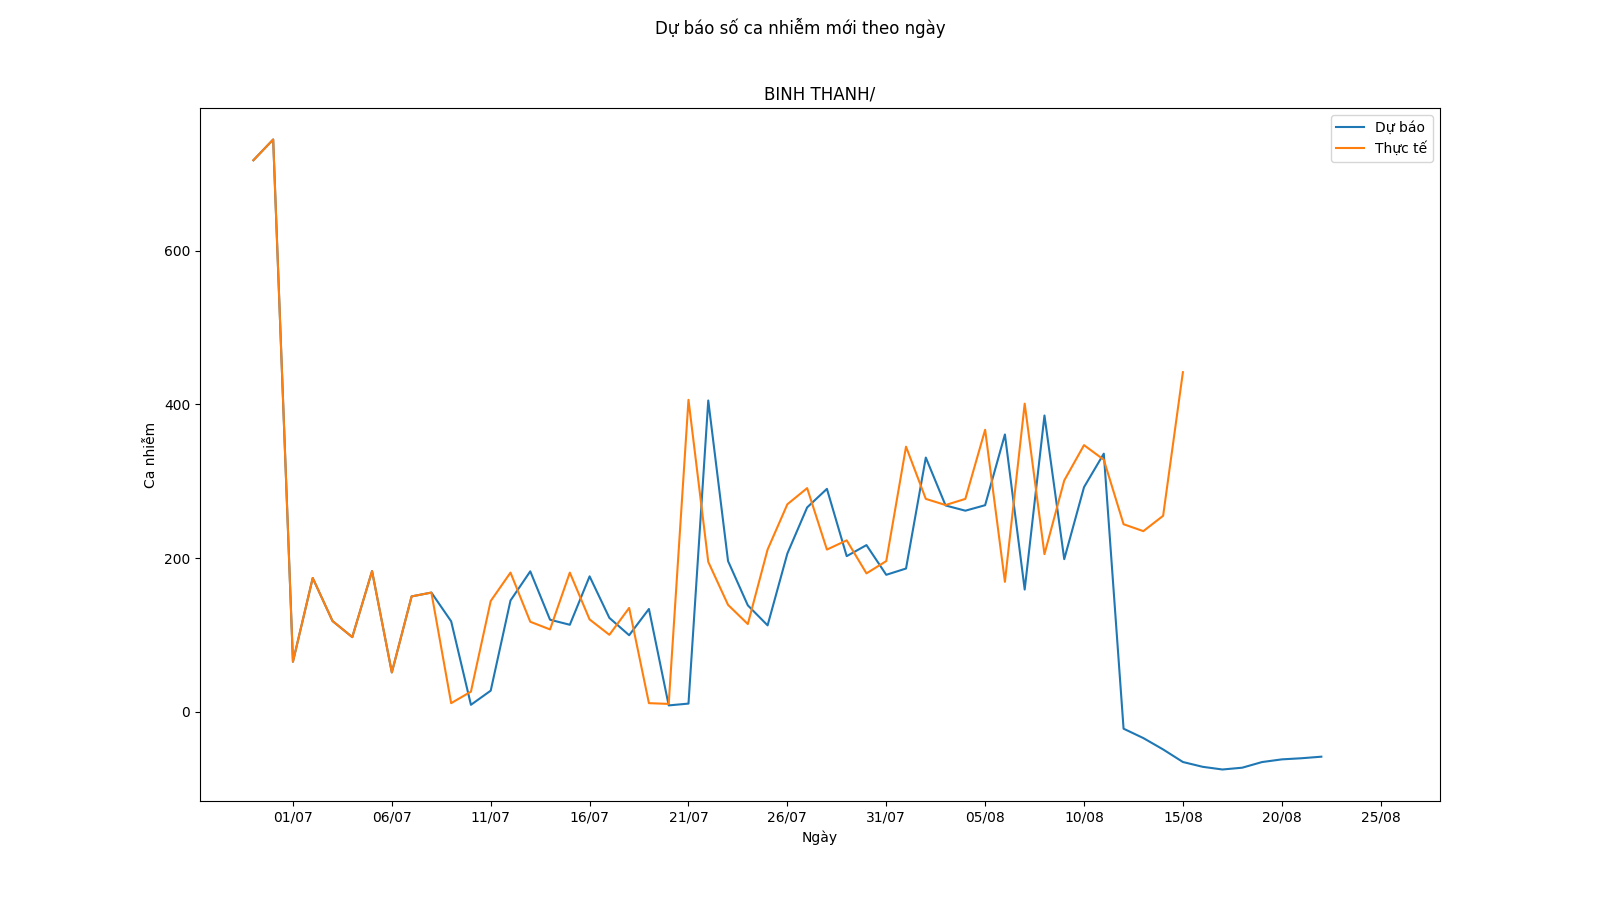 Dự báo số ca nhiễm mới theo ngày
BINH THANH/
Dự báo
Thực tế
600
400
200
0
Ca nhiễm
01/07
06/07
11/07
16/07
21/07
26/07
31/07
05/08
10/08
15/08
20/08
25/08
Ngày